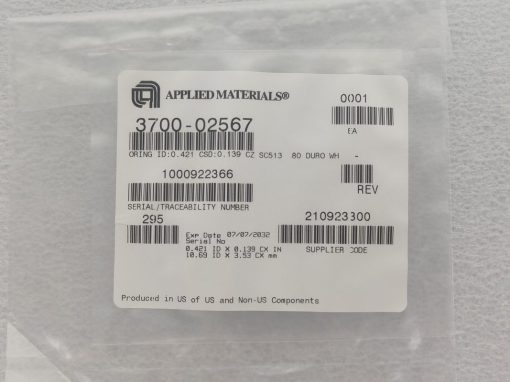 APPLIED MATERIALS®
0001
EA
3700-02567
ORING ID:0.421 CSD:0.139 CZ SC513 80 DURO WH -
1000922366
REV
SERIAL/TRACEABILITY NUMBER
295
210923300
Exp Date 07/07/2032
Serial No
SUPPLIER CODE
0.421 ID X 0.139 CX IN
10.69 ID X 3.53 CX mm
Produced in US of US and Non-US Components